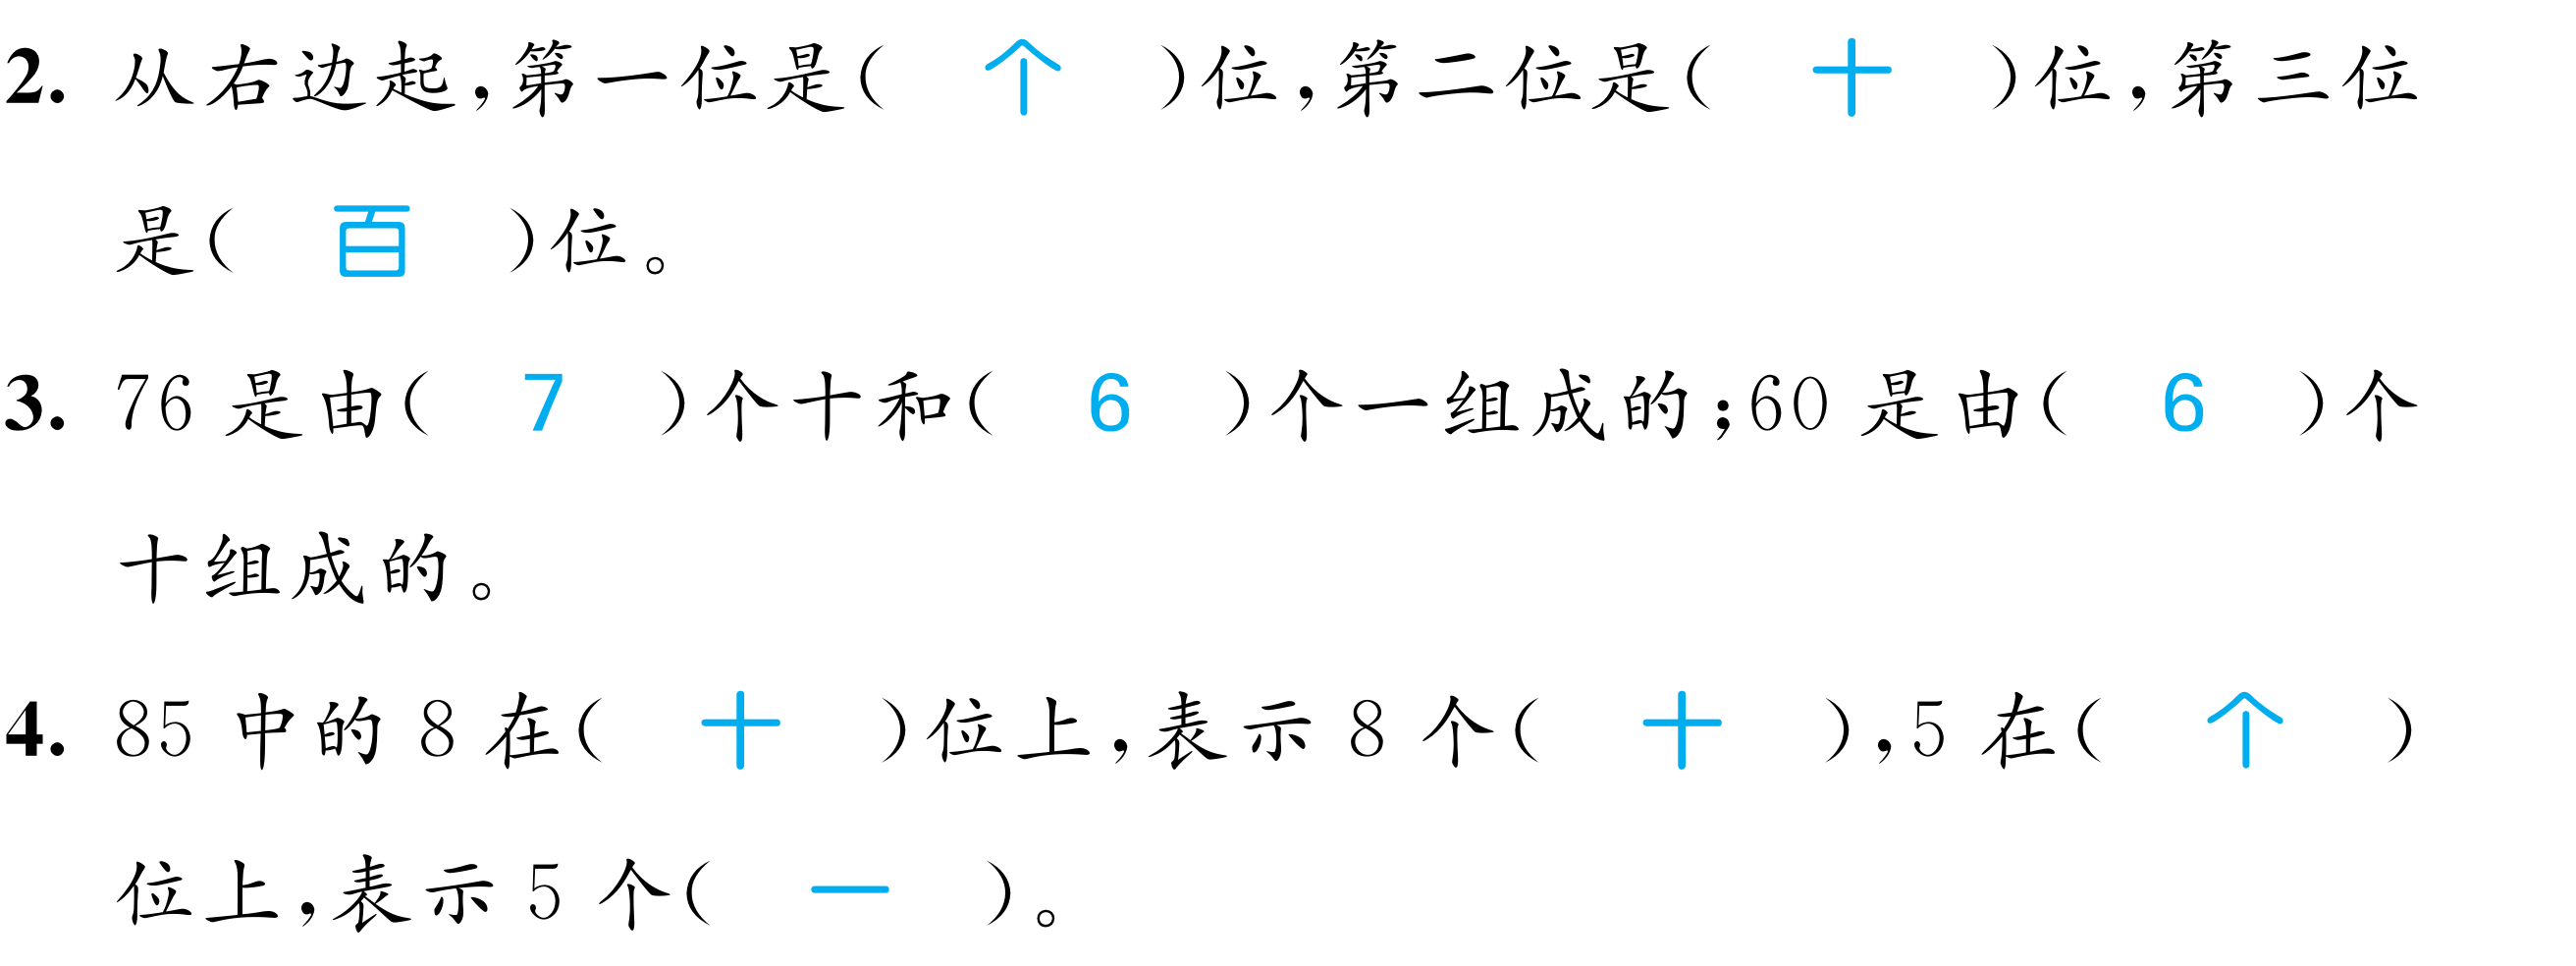 2. 从右边起,第一位是( 个 )位,第二位是( 十 )位,第三位
是( 百 )位。
3. 76 是由( 7 )个十和( 6 )个一组成的;60 是由( 6 )个
十组成的。
4. 85 中的 8 在( 十 )位上,表示 8 个( 十 ),5 在( 个 )
位上,表示 5 个( 一 )。